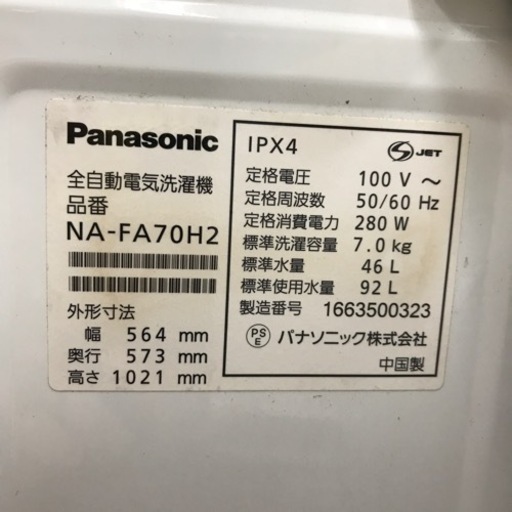 Panasonic
全自動電気洗濯機
品番
NA-FA70H2
外形寸法
幅 564 mm
奥行 573 mm
高さ 1021 mm
IPX4
S JET
定格電圧 100 V ～
定格周波数 50/60 Hz
定格消費電力 280 W
標準洗濯容量 7.0 kg
標準水量 46 L
標準使用水量 92 L
製造番号 1663500323
PSE パナソニック株式会社
中国製